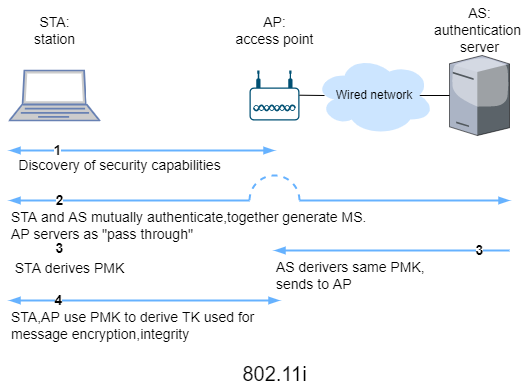 STA:
station
AP:
access point
AS:
authentication
server
Wired network
1
Discovery of security capabilities
2
STA and AS mutually authenticate,together generate MS.
AP servers as "pass through"
3
STA derives PMK
3
AS derivers same PMK,
sends to AP
4
STA,AP use PMK to derive TK used for
message encryption,integrity
802.11i